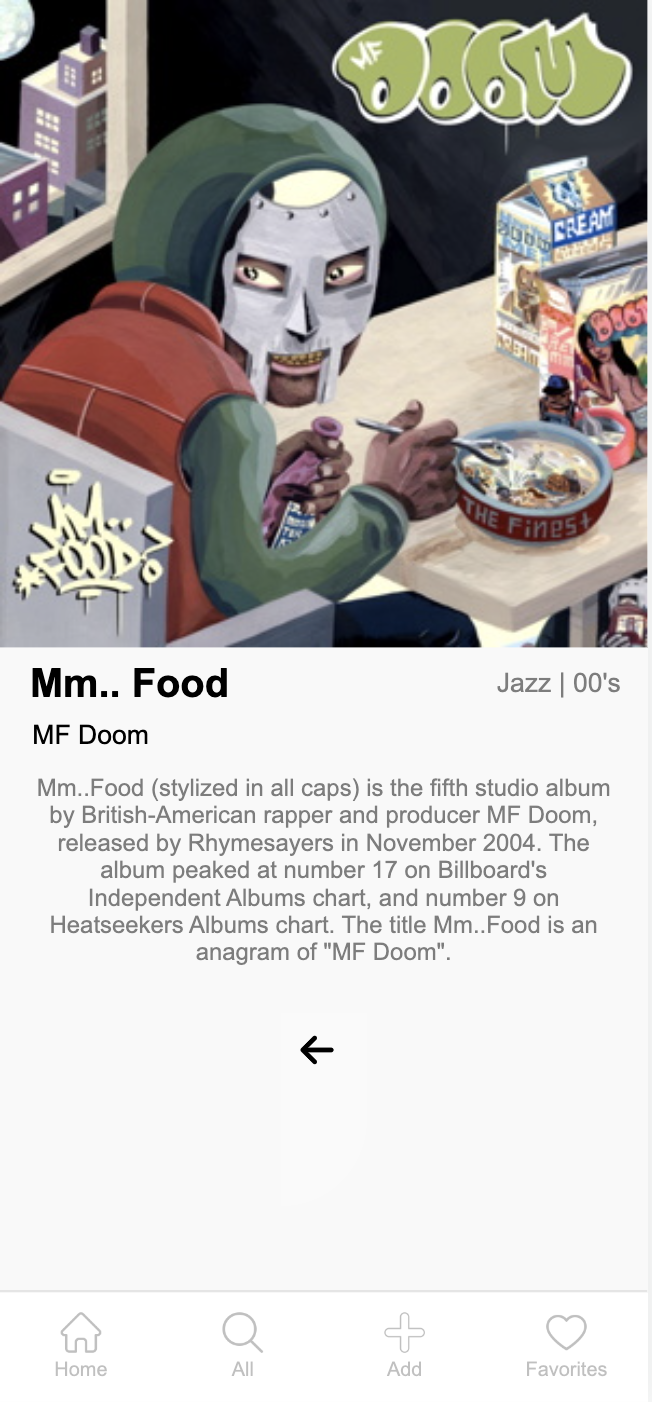 MF DOOM
CREAM
MM..
FOOD?
THE FINEST
Mm.. Food
Jazz | 00's
MF Doom
Mm..Food (stylized in all caps) is the fifth studio album
by British-American rapper and producer MF Doom,
released by Rhymesayers in November 2004. The
album peaked at number 17 on Billboard's
Independent Albums chart, and number 9 on
Heatseekers Albums chart. The title Mm..Food is an
anagram of "MF Doom".
Home
All
Add
Favorites